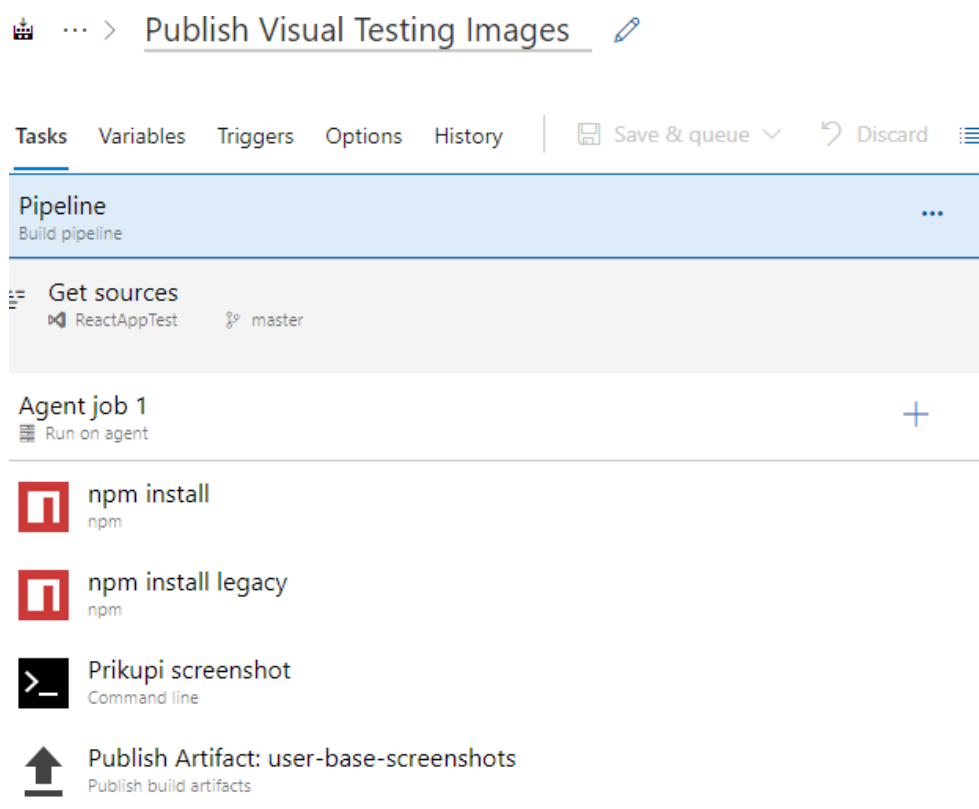 ... > Publish Visual Testing Images
Tasks Variables Triggers Options History Save & queue Discard
Pipeline
...
Build pipeline
Get sources
ReactAppTest master
Agent job 1
Run on agent
npm install
npm
npm install legacy
npm
Prikupi screenshot
Command line
Publish Artifact: user-base-screenshots
Publish build artifacts